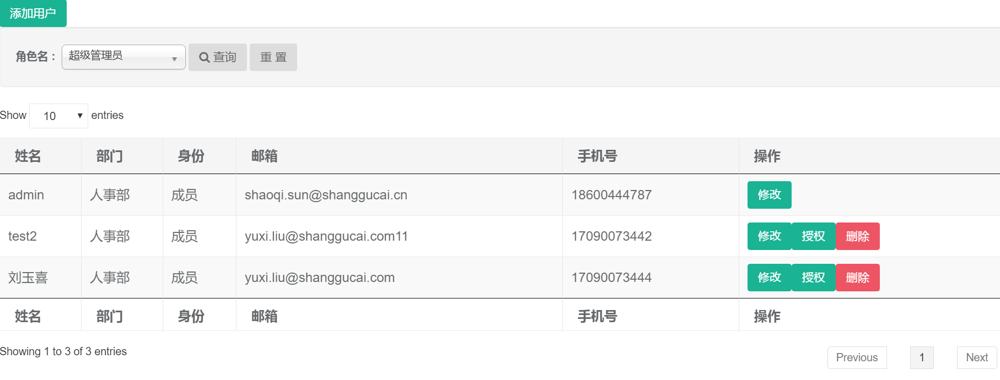 添加用户
角色名： 超级管理员 查询 重 置
Show 10 entries
姓名 部门 身份 邮箱 手机号 操作
admin 人事部 成员 shaoqi.sun@shanggucai.cn 18600444787 修改
test2 人事部 成员 yuxi.liu@shanggucai.com11 17090073442 修改 授权 删除
刘玉喜 人事部 成员 yuxi.liu@shanggucai.com 17090073444 修改 授权 删除
姓名 部门 身份 邮箱 手机号 操作
Showing 1 to 3 of 3 entries Previous 1 Next